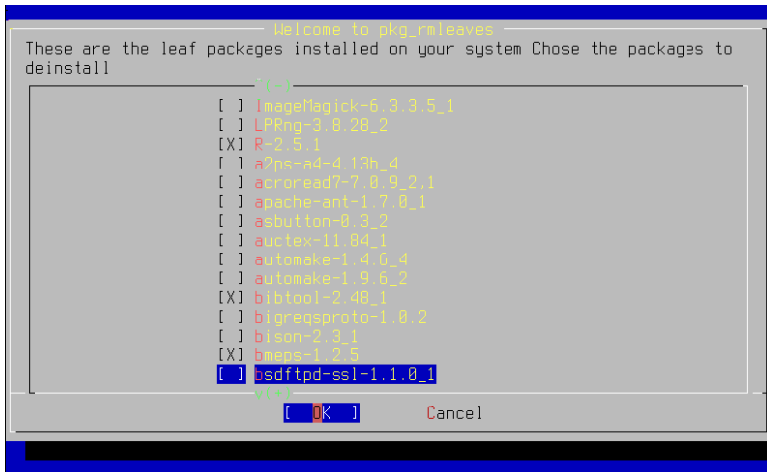 Welcome to pkg_rmleaves
These are the leaf packages installed on your system Chose the packages to
deinstall
[ ] ImageMagick-6.3.3.5_1
[ ] LPRng-3.8.28_2
[X] R-2.5.1
[ ] a2ps-a4-4.13b_4
[ ] acroread7-7.0.9_2,1
[ ] apache-ant-1.7.0_1
[ ] asbutton-0.3_2
[ ] auctex-11.84_1
[ ] automake-1.4.6_4
[ ] automake-1.9.6_2
[X] bibtool-2.48_1
[ ] bigreqsproto-1.0.2
[ ] bison-2.3_1
[X] bmeps-1.2.5
[ ] bsdftpd-ssl-1.1.0_1
[ OK ] Cancel